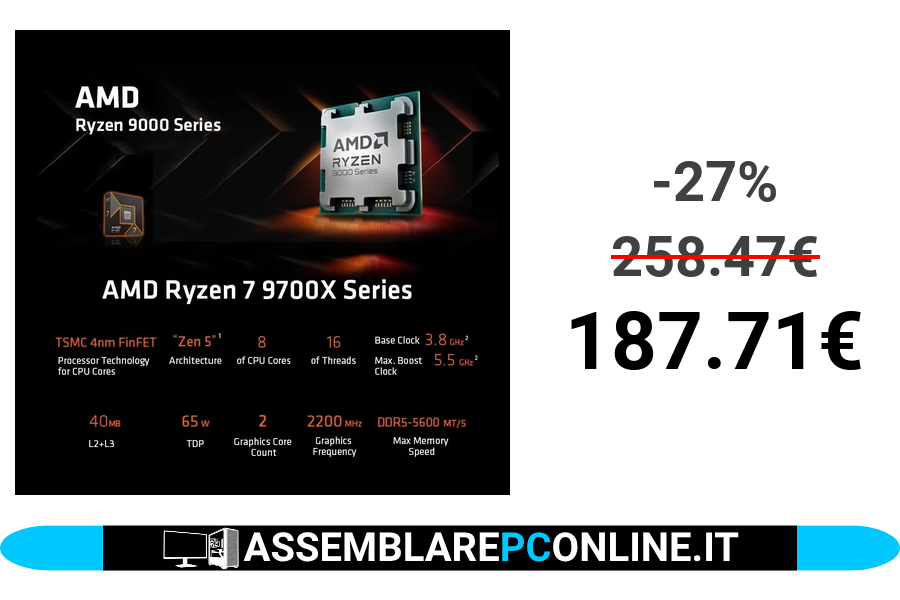 AMD
Ryzen 9000 Series
AMD
RYZEN
9000 Series
7
AMD Ryzen 7 9700X Series
TSMC 4nm FinFET
Processor Technology
for CPU Cores
"Zen 5"¹
Architecture
8
of CPU Cores
16
of Threads
Base Clock 3.8 GHz²
Max. Boost
Clock
5.5 GHz²
40MB
L2+L3
65 W
TDP
2
Graphics Core
Count
2200 MHz
Graphics
Frequency
DDR5-5600 MT/S
Max Memory
Speed
-27%
258.47€
187.71€
ASSEMBLAREPCONLINE.IT